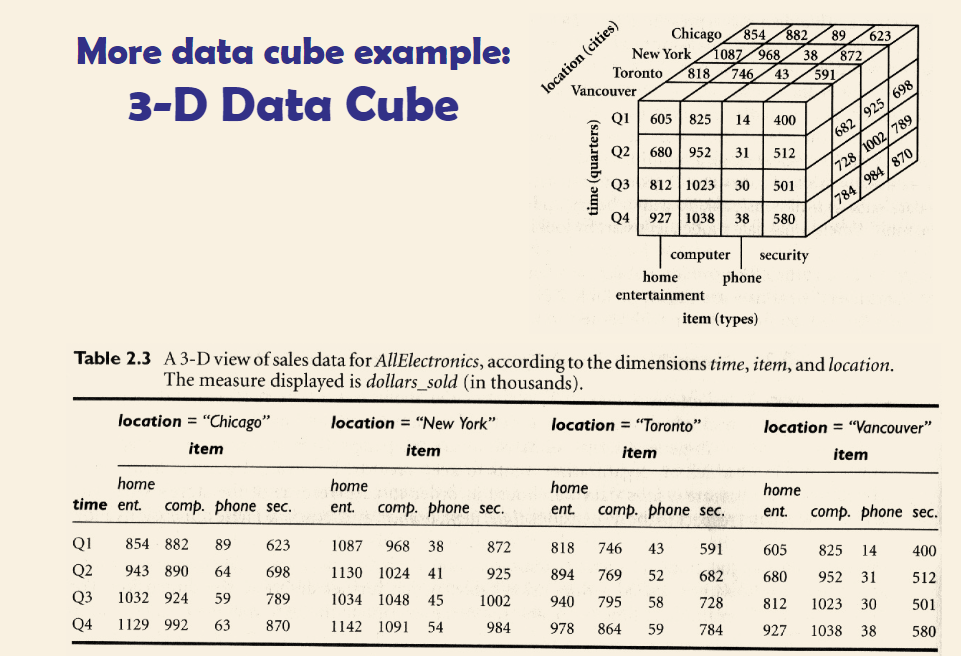 More data cube example:
3-D Data Cube
location (cities)
Chicago 854 882 89 623
New York 1087 968 38 872
Toronto 818 746 43 591
Vancouver
time (quarters)
Q1 605 825 14 400
Q2 680 952 31 512
Q3 812 1023 30 501
Q4 927 1038 38 580
682 925 698
728 1002 789
784 984 870
computer security
home phone
entertainment
item (types)
Table 2.3 A 3-D view of sales data for AllElectronics, according to the dimensions time, item, and location.
The measure displayed is dollars_sold (in thousands).
location = “Chicago” location = “New York” location = “Toronto” location = “Vancouver”
item item item item
home home home home
time ent. comp. phone sec. ent. comp. phone sec. ent. comp. phone sec. ent. comp. phone sec.
Q1 854 882 89 623 1087 968 38 872 818 746 43 591 605 825 14 400
Q2 943 890 64 698 1130 1024 41 925 894 769 52 682 680 952 31 512
Q3 1032 924 59 789 1034 1048 45 1002 940 795 58 728 812 1023 30 501
Q4 1129 992 63 870 1142 1091 54 984 978 864 59 784 927 1038 38 580